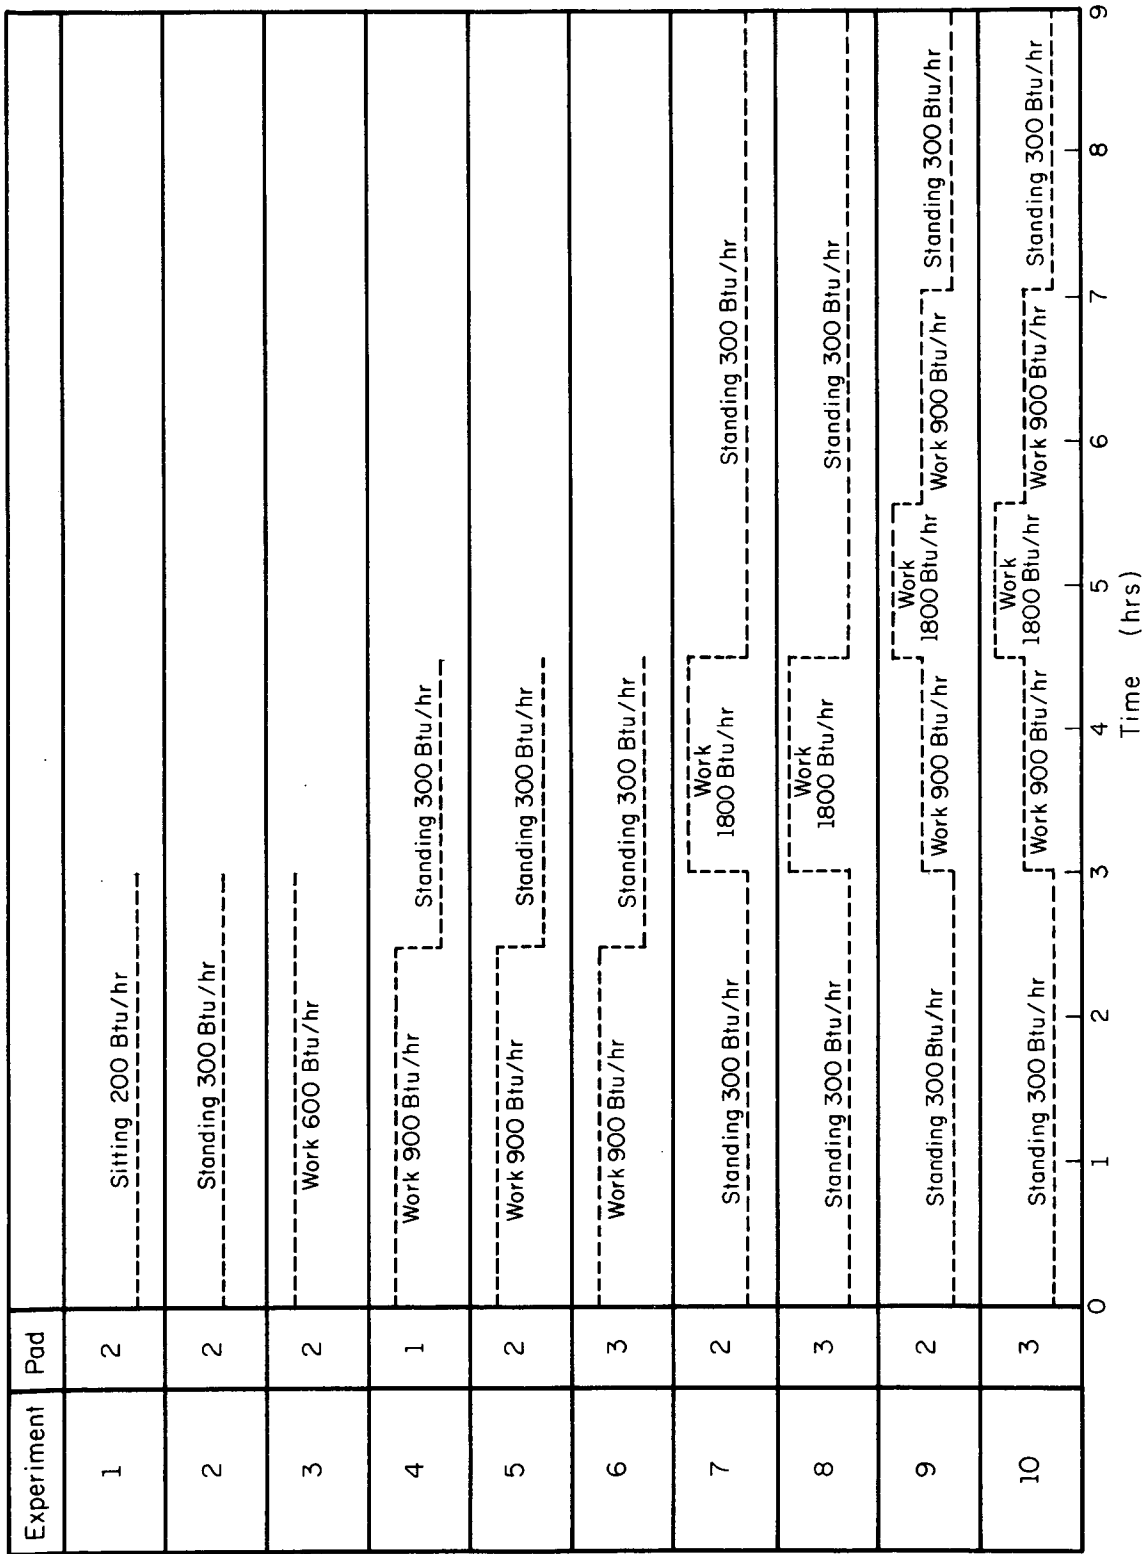 Experiment Pad
1 2 Sitting 200 Btu/hr
2 2 Standing 300 Btu/hr
3 2 Work 600 Btu/hr
4 1 Work 900 Btu/hr Standing 300 Btu/hr
5 2 Work 900 Btu/hr Standing 300 Btu/hr
6 3 Work 900 Btu/hr Standing 300 Btu/hr
7 2 Standing 300 Btu/hr Work 1800 Btu/hr Standing 300 Btu/hr
8 3 Standing 300 Btu/hr Work 1800 Btu/hr Standing 300 Btu/hr
9 2 Standing 300 Btu/hr Work 900 Btu/hr Work 1800 Btu/hr Work 900 Btu/hr Standing 300 Btu/hr
10 3 Standing 300 Btu/hr Work 900 Btu/hr Work 1800 Btu/hr Work 900 Btu/hr Standing 300 Btu/hr
0 1 2 3 4 5 6 7 8 9
Time (hrs)